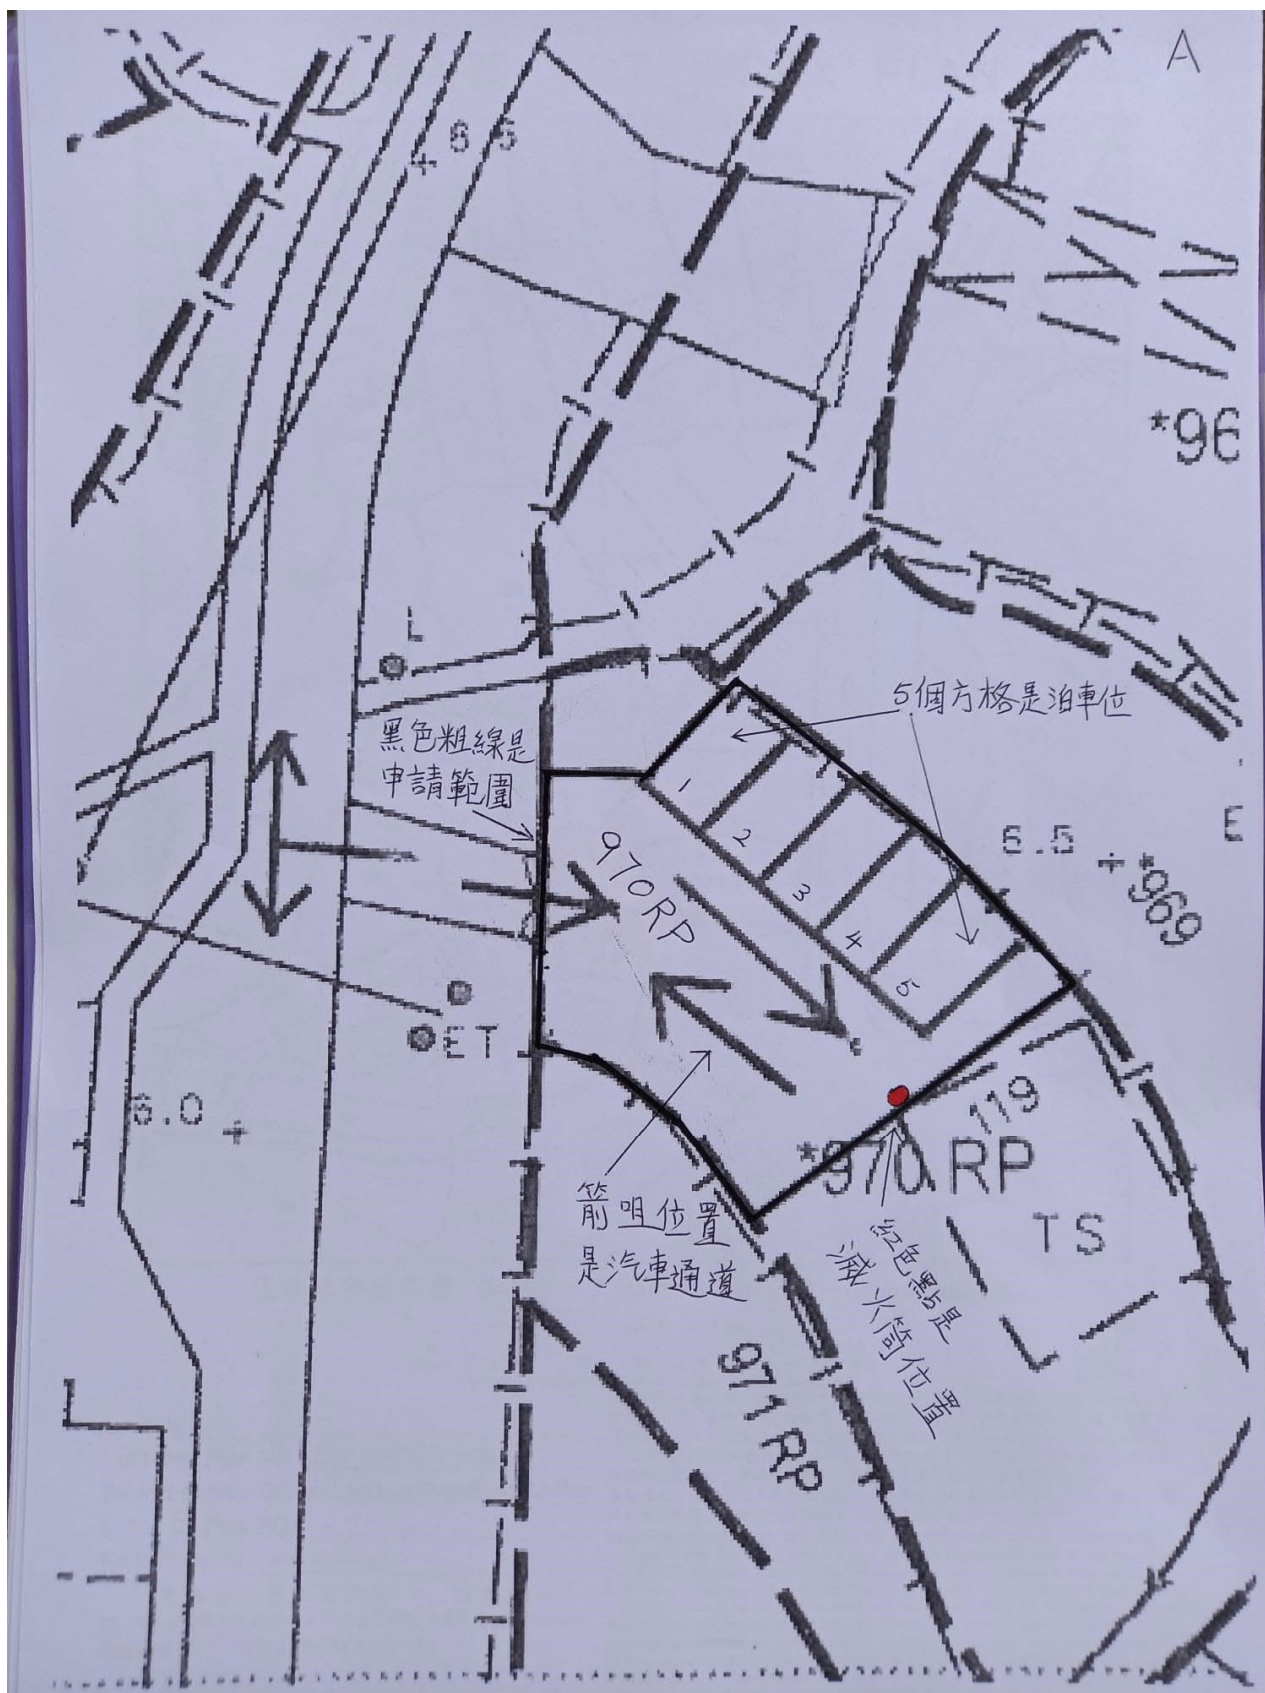 A
6.5
*96
L
5個方格是泊車位
黑色粗線是
申請範圍
1
2
3
4
5
970RP
6.5
*969
E
ET
6.0
119
*970 RP
TS
箭咀位置
是汽車通道
紅色點是
滅火筒位置
971 RP